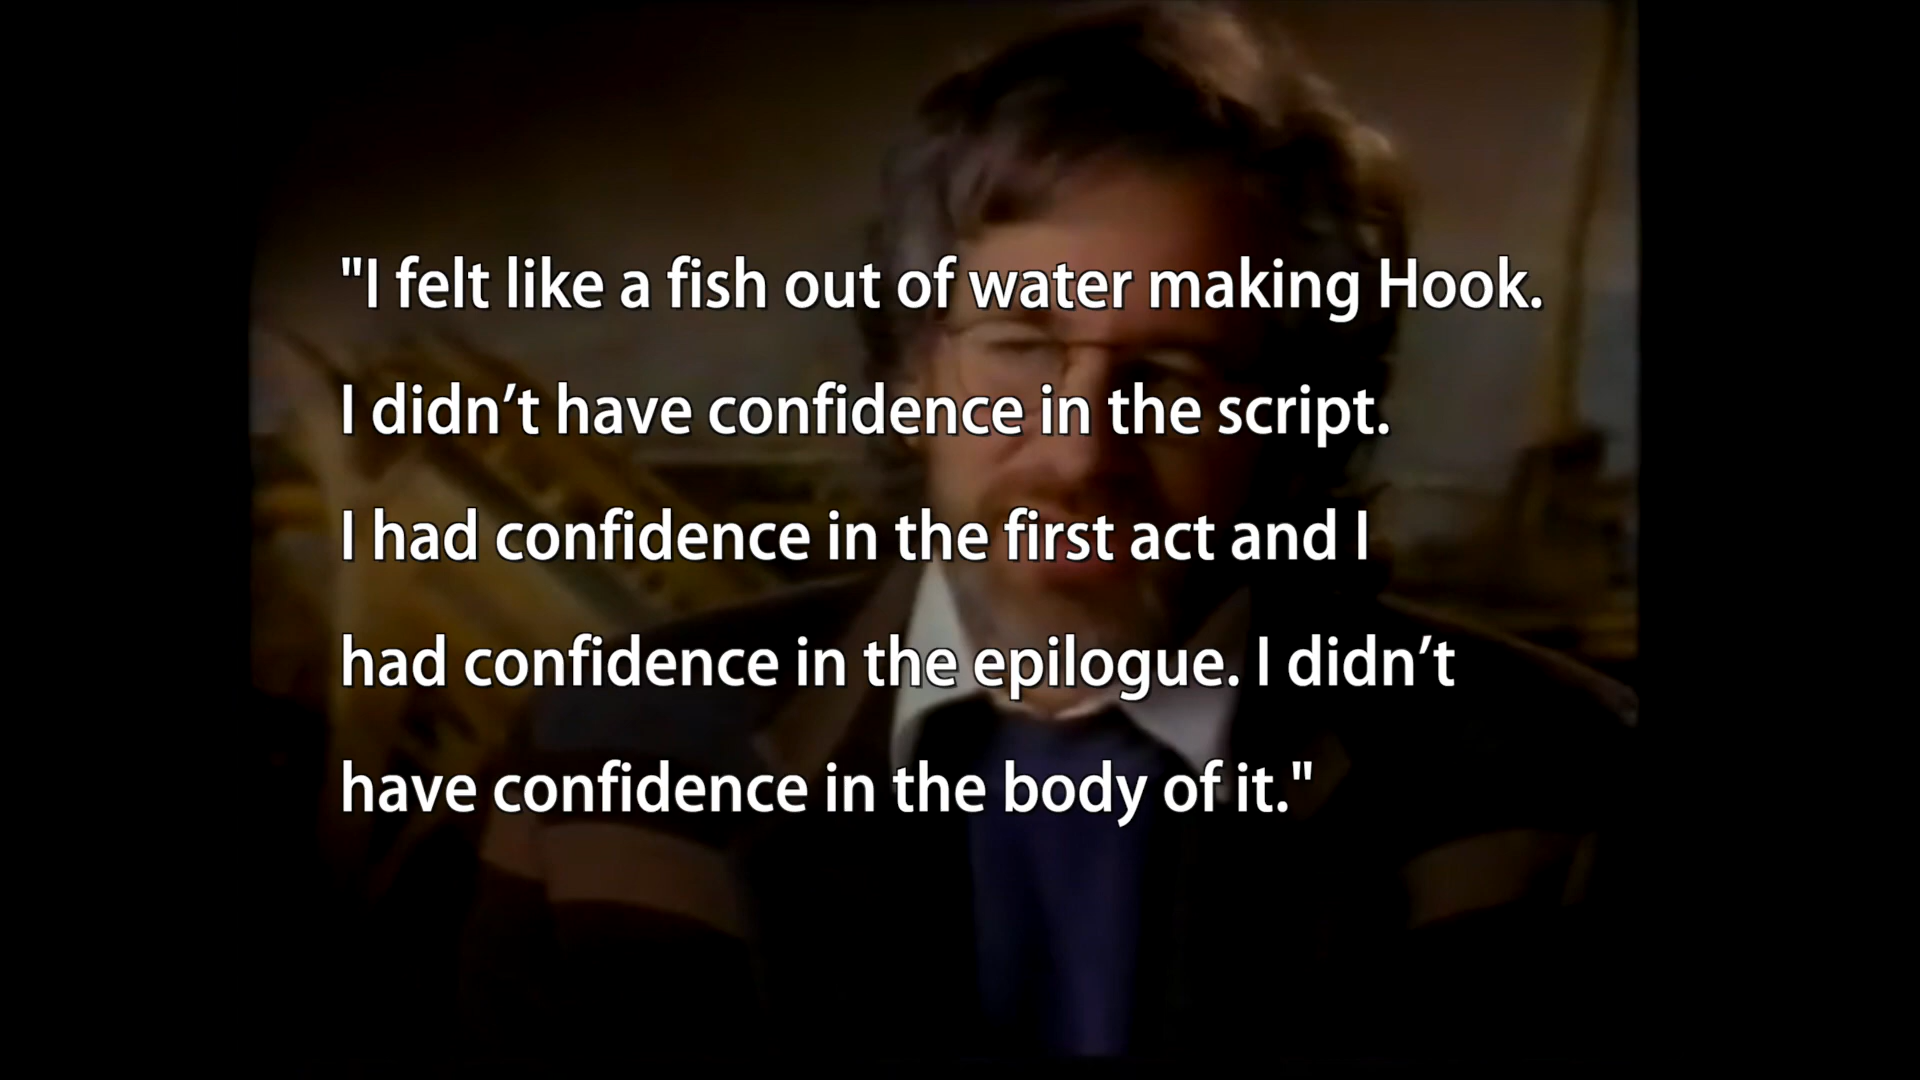 "I felt like a fish out of water making Hook.
I didn’t have confidence in the script.
I had confidence in the first act and I
had confidence in the epilogue. I didn’t
have confidence in the body of it."